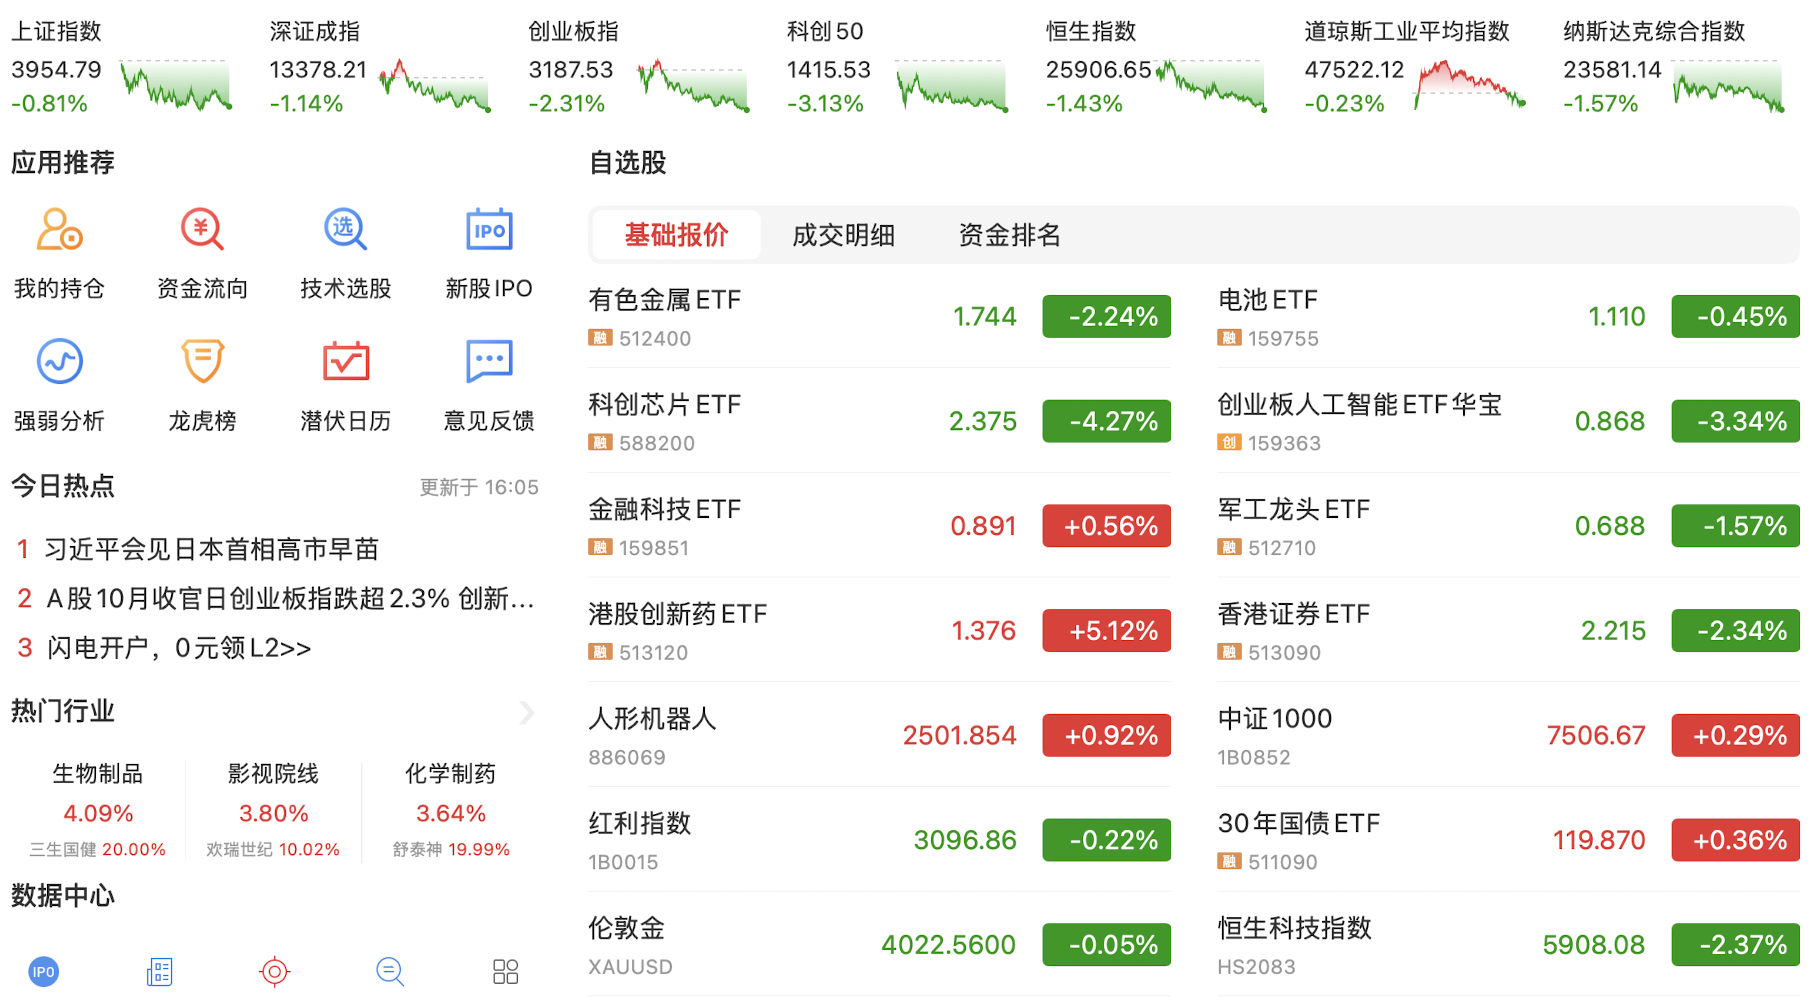 上证指数
3954.79
-0.81%
深证成指
13378.21
-1.14%
创业板指
3187.53
-2.31%
科创50
1415.53
-3.13%
恒生指数
25906.65
-1.43%
道琼斯工业平均指数
47522.12
-0.23%
纳斯达克综合指数
23581.14
-1.57%
应用推荐
我的持仓
¥
资金流向
选
技术选股
IPO
新股IPO
强弱分析
龙虎榜
潜伏日历
意见反馈
今日热点 更新于 16:05
1 习近平会见日本首相高市早苗
2 A股10月收官日创业板指跌超2.3% 创新...
3 闪电开户，0元领L2>>
热门行业
生物制品
4.09%
三生国健 20.00%
影视院线
3.80%
欢瑞世纪 10.02%
化学制药
3.64%
舒泰神 19.99%
数据中心
IPO
自选股
基础报价 成交明细 资金排名
有色金属ETF 1.744 -2.24%
融 512400
电池ETF 1.110 -0.45%
融 159755
科创芯片ETF 2.375 -4.27%
融 588200
创业板人工智能ETF华宝 0.868 -3.34%
创 159363
金融科技ETF 0.891 +0.56%
融 159851
军工龙头ETF 0.688 -1.57%
融 512710
港股创新药ETF 1.376 +5.12%
融 513120
香港证券ETF 2.215 -2.34%
融 513090
人形机器人 2501.854 +0.92%
886069
中证1000 7506.67 +0.29%
1B0852
红利指数 3096.86 -0.22%
1B0015
30年国债ETF 119.870 +0.36%
融 511090
伦敦金 4022.5600 -0.05%
XAUUSD
恒生科技指数 5908.08 -2.37%
HS2083